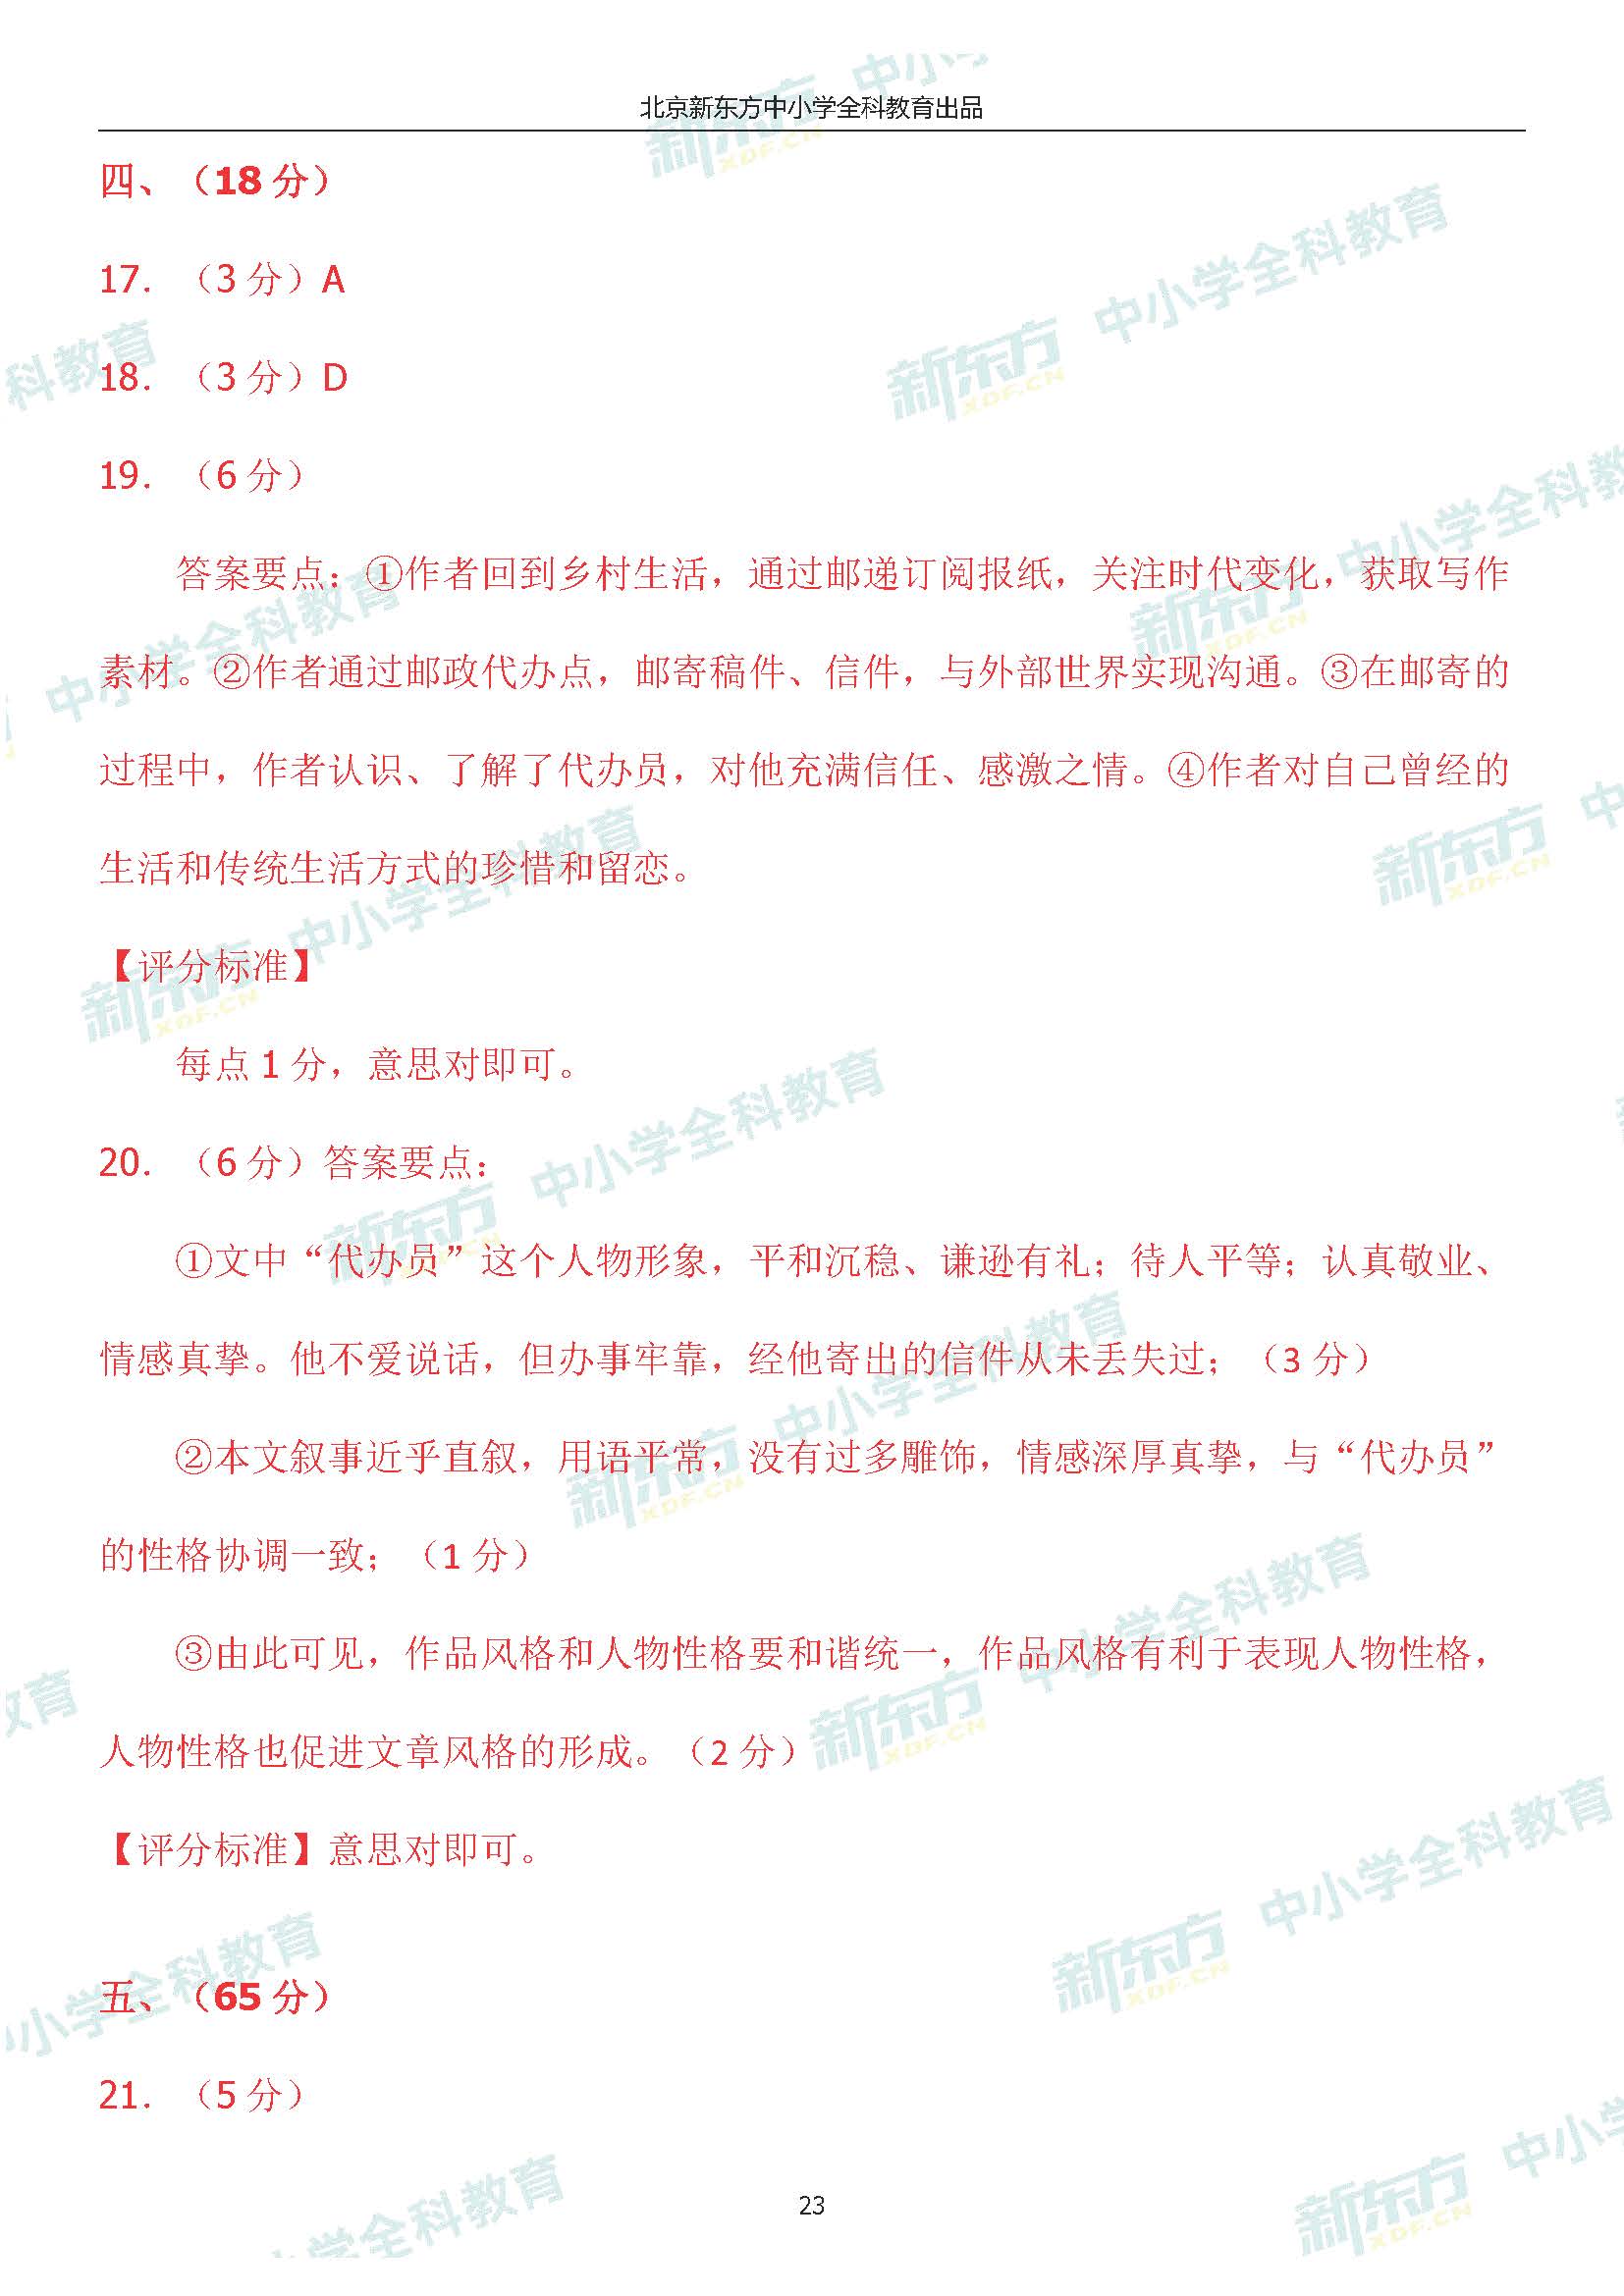 北京新东方中小学全科教育出品
四、（18 分）
17. （3 分）A
18. （3 分）D
19. （6 分）
答案要点：①作者回到乡村生活，通过邮递订阅报纸，关注时代变化，获取写作
素材。②作者通过邮政代办点，邮寄稿件、信件，与外部世界实现沟通。③在邮寄的
过程中，作者认识、了解了代办员，对他充满信任、感激之情。④作者对自己曾经的
生活和传统生活方式的珍惜和留恋。
【评分标准】
每点 1 分，意思对即可。
20. （6 分）答案要点：
①文中“代办员”这个人物形象，平和沉稳、谦逊有礼；待人平等；认真敬业、
情感真挚。他不爱说话，但办事牢靠，经他寄出的信件从未丢失过；（3 分）
②本文叙事近乎直叙，用语平常，没有过多雕饰，情感深厚真挚，与“代办员”
的性格协调一致；（1 分）
③由此可见，作品风格和人物性格要和谐统一，作品风格有利于表现人物性格，
人物性格也促进文章风格的形成。（2 分）
【评分标准】意思对即可。
五、（65 分）
21. （5 分）
23
新东方 XDF.CN 中小学全科教育